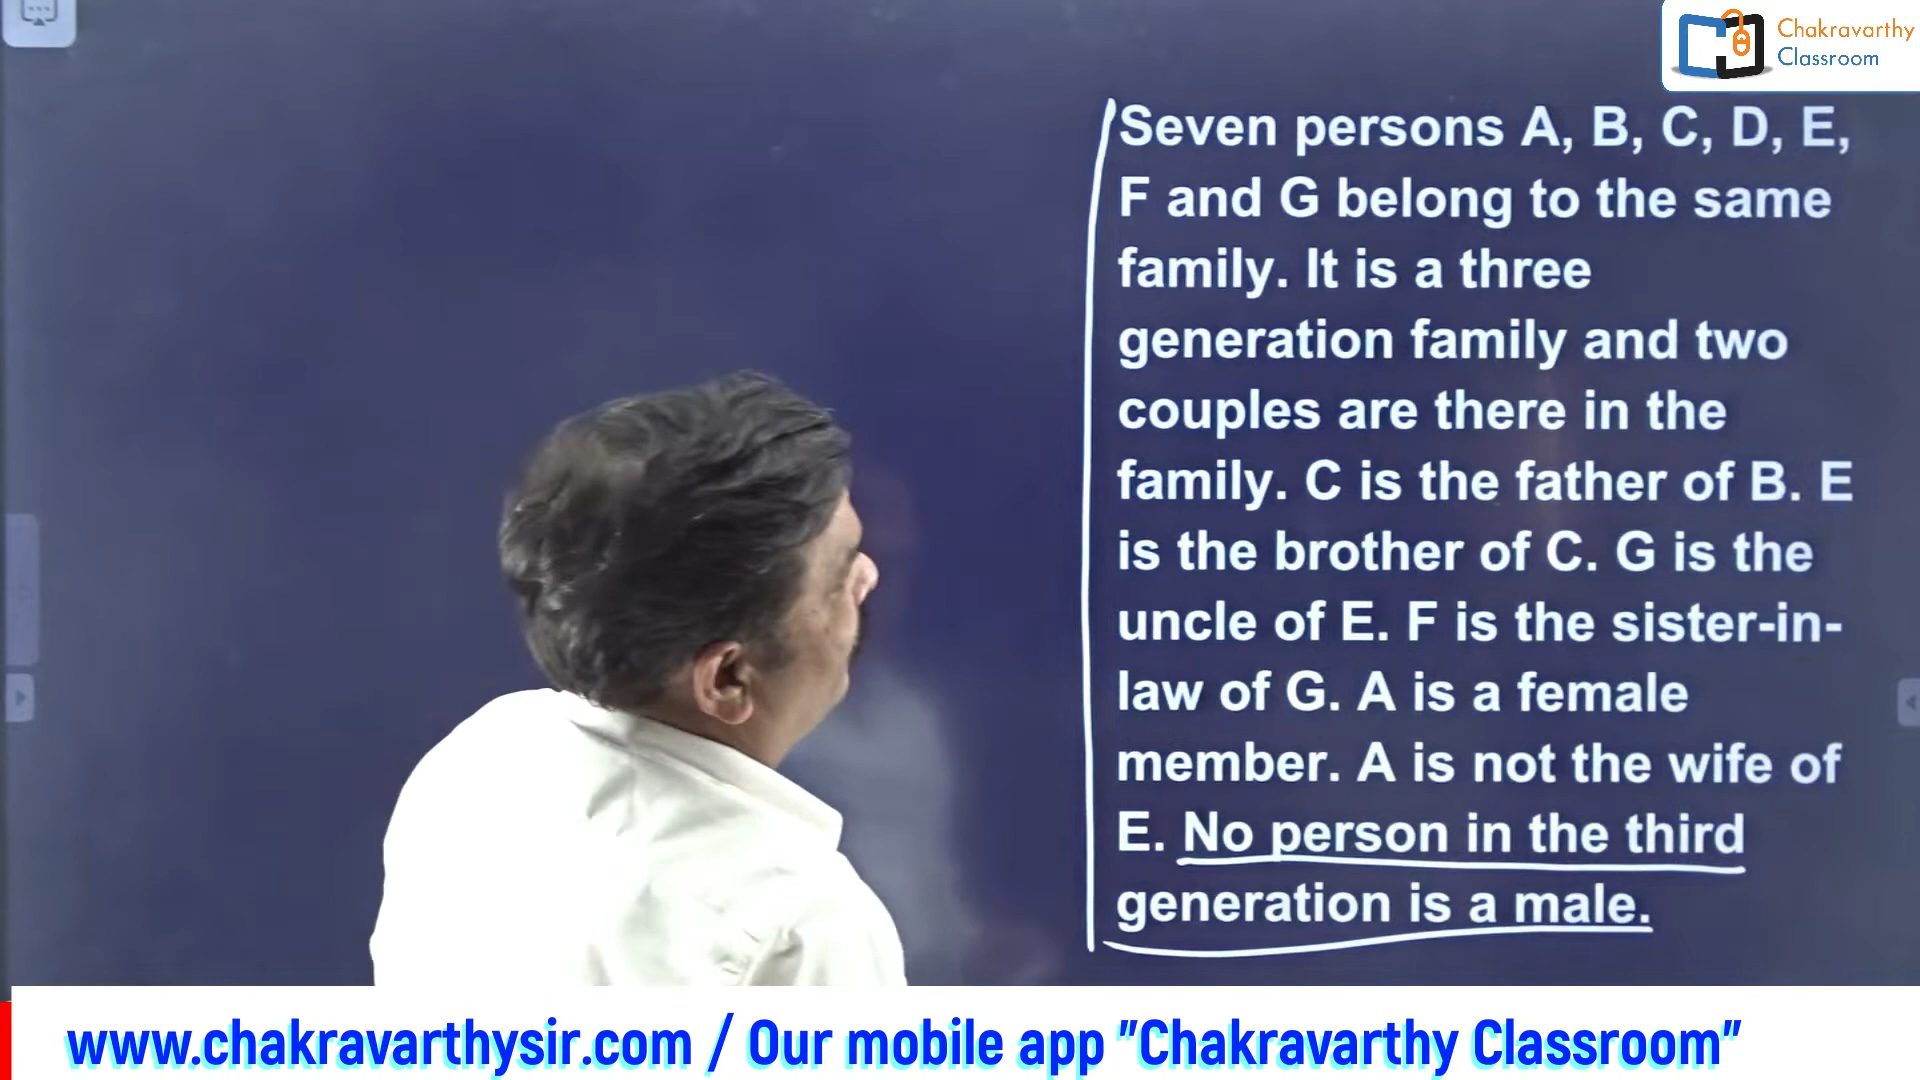 Chakravarthy
Classroom
Seven persons A, B, C, D, E,
F and G belong to the same
family. It is a three
generation family and two
couples are there in the
family. C is the father of B. E
is the brother of C. G is the
uncle of E. F is the sister-in-
law of G. A is a female
member. A is not the wife of
E. No person in the third
generation is a male.
www.chakravarthysir.com / Our mobile app "Chakravarthy Classroom"